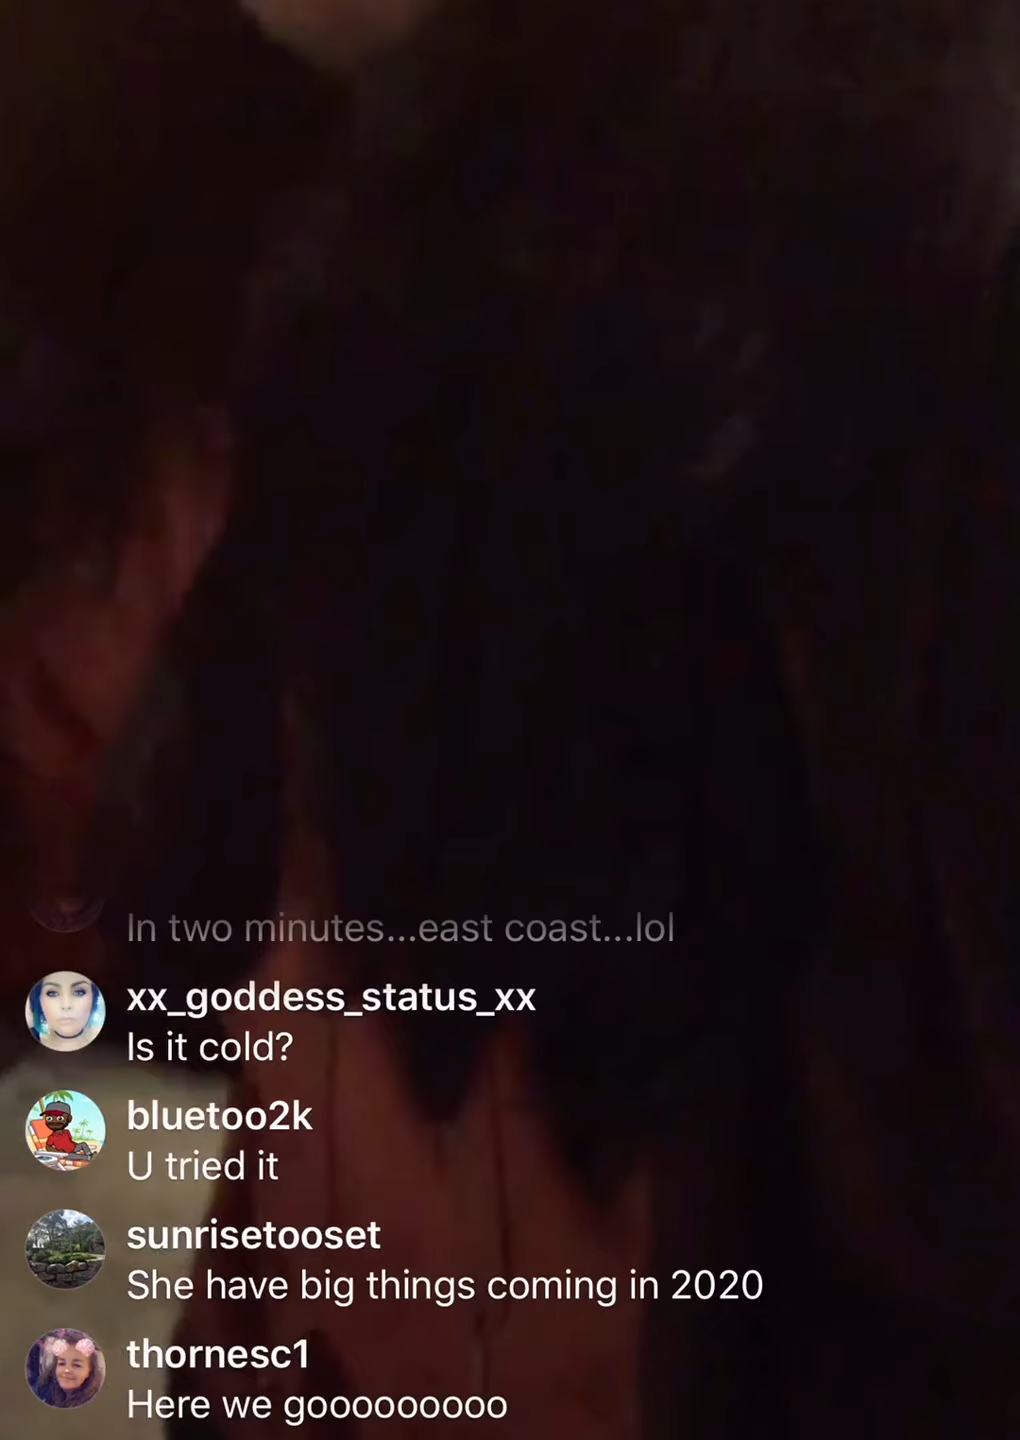 In two minutes...east coast...lol
xx_goddess_status_xx
Is it cold?
bluetoo2k
U tried it
sunrisetooset
She have big things coming in 2020
thornesc1
Here we gooooooooo